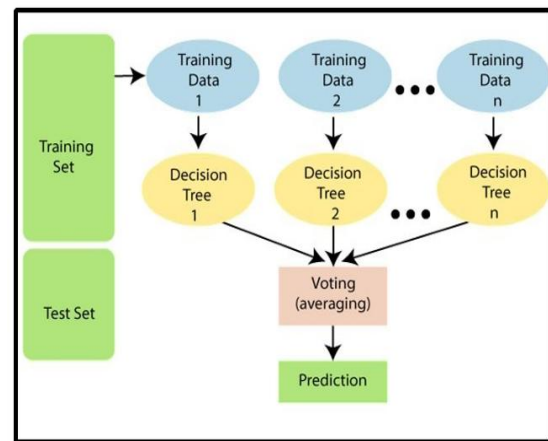 Training
Set
Test Set
Training
Data
1
Training
Data
2
Training
Data
n
Decision
Tree
1
Decision
Tree
2
Decision
Tree
n
Voting
(averaging)
Prediction